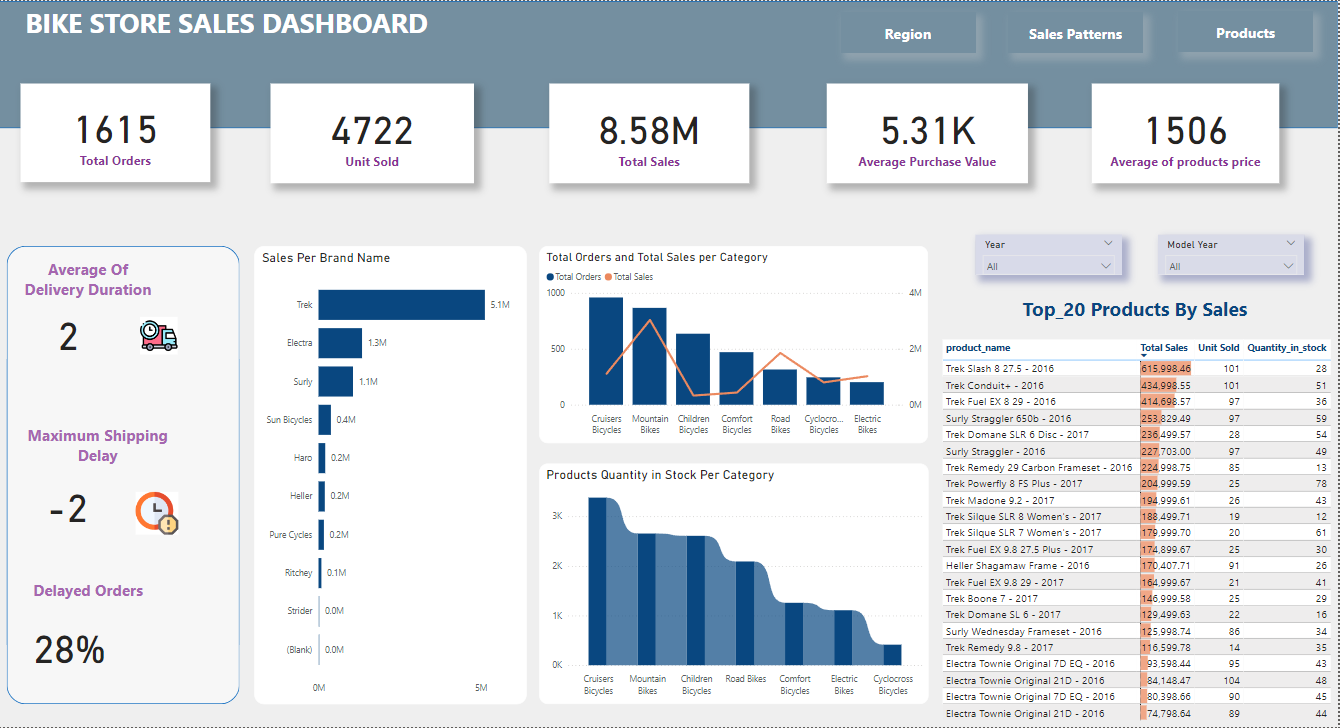 BIKE STORE SALES DASHBOARD
Region
Sales Patterns
Products
1615
Total Orders
4722
Unit Sold
8.58M
Total Sales
5.31K
Average Purchase Value
1506
Average of products price
Average Of
Delivery Duration
2
Maximum Shipping
Delay
-2
Delayed Orders
28%
Sales Per Brand Name
Trek 5.1M
Electra 1.3M
Surly 1.1M
Sun Bicycles 0.4M
Haro 0.2M
Heller 0.2M
Pure Cycles 0.2M
Ritchey 0.1M
Strider 0.0M
(Blank) 0.0M
0M 5M
Total Orders and Total Sales per Category
Total Orders Total Sales
1000 4M
500 2M
0 0M
Cruisers Mountain Children Comfort Road Cyclocro... Electric
Bicycles Bikes Bicycles Bicycles Bikes Bicycles Bikes
Products Quantity in Stock Per Category
3K
2K
1K
0K
Cruisers Mountain Children Road Bikes Comfort Electric Cyclocross
Bicycles Bikes Bicycles Bicycles Bikes Bicycles
Year
All
Model Year
All
Top_20 Products By Sales
product_name Total Sales Unit Sold Quantity_in_stock
Trek Slash 8 27.5 - 2016 615,998.46 101 28
Trek Conduit+ - 2016 434,998.55 101 51
Trek Fuel EX 8 29 - 2016 414,698.57 97 36
Surly Straggler 650b - 2016 253,829.49 97 59
Trek Domane SLR 6 Disc - 2017 236,499.57 28 54
Surly Straggler - 2016 227,703.00 97 49
Trek Remedy 29 Carbon Frameset - 2016 224,998.75 85 13
Trek Powerfly 8 FS Plus - 2017 204,999.59 25 78
Trek Madone 9.2 - 2017 194,999.61 26 43
Trek Silque SLR 8 Women's - 2017 188,499.71 19 12
Trek Silque SLR 7 Women's - 2017 179,999.70 20 61
Trek Fuel EX 9.8 27.5 Plus - 2017 174,899.67 25 30
Heller Shagamaw Frame - 2016 170,407.71 91 26
Trek Fuel EX 9.8 29 - 2017 164,999.67 21 41
Trek Boone 7 - 2017 146,999.58 25 29
Trek Domane SL 6 - 2017 129,499.63 22 16
Surly Wednesday Frameset - 2016 125,998.74 86 34
Trek Remedy 9.8 - 2017 116,599.78 14 35
Electra Townie Original 7D EQ - 2016 93,598.44 95 43
Electra Townie Original 21D - 2016 84,148.47 104 48
Electra Townie Original 7D EQ - 2016 80,398.66 90 45
Electra Townie Original 21D - 2016 74,798.64 89 44